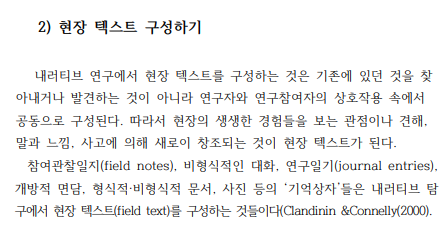 2) 현장 텍스트 구성하기
내러티브 연구에서 현장 텍스트를 구성하는 것은 기존에 있던 것을 찾
아내거나 발견하는 것이 아니라 연구자와 연구참여자의 상호작용 속에서
공동으로 구성된다. 따라서 현장의 생생한 경험들을 보는 관점이나 견해,
말과 느낌, 사고에 의해 새로이 창조되는 것이 현장 텍스트가 된다.
참여관찰일지(field notes), 비형식적인 대화, 연구일기(journal entries),
개방적 면담, 형식적·비형식적 문서, 사진 등의 '기억상자'들은 내러티브 탐
구에서 현장 텍스트(field text)를 구성하는 것들이다(Clandinin &Connelly(2000).